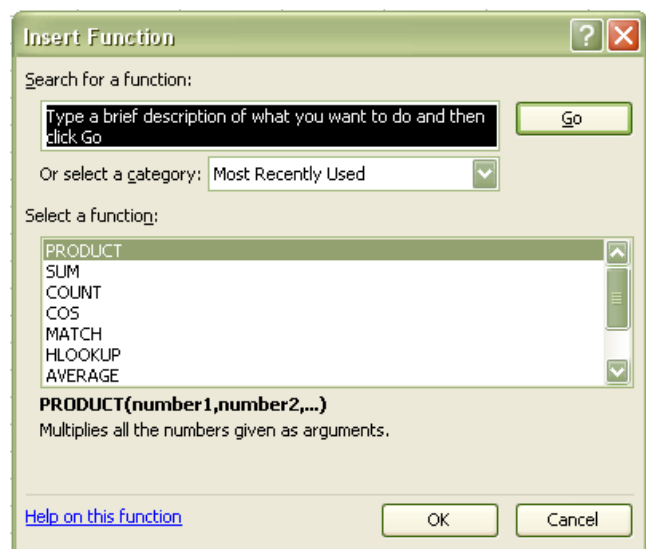 Insert Function
?
X
Search for a function:
Type a brief description of what you want to do and then
click Go
Go
Or select a category: Most Recently Used
Select a function:
PRODUCT
SUM
COUNT
COS
MATCH
HLOOKUP
AVERAGE
PRODUCT(number1,number2,...)
Multiplies all the numbers given as arguments.
Help on this function
OK
Cancel